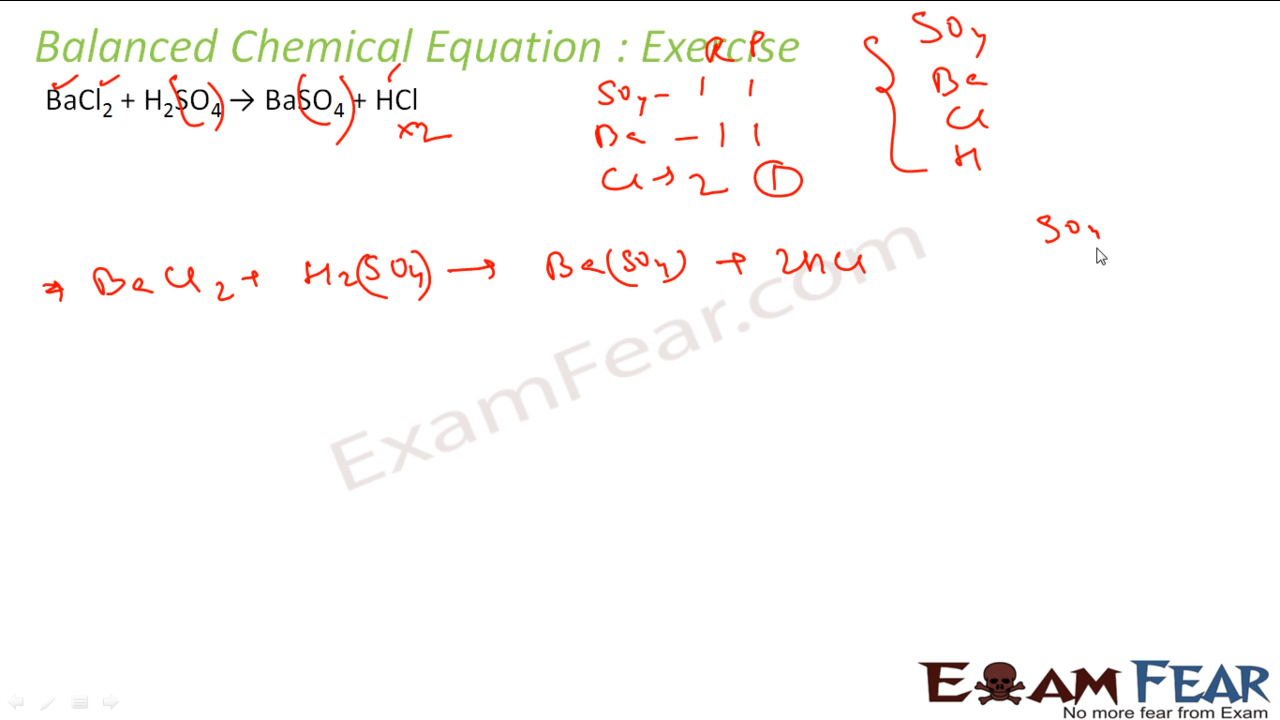 Balanced Chemical Equation : Exercise
BaCl₂ + H₂SO₄ → BaSO₄ + HCl
×2
R P
SO₄ – 1 1
Ba – 1 1
Cl → 2 1
SO₄
Ba
Cl
H
SO₄
→ BaCl₂ + H₂(SO₄) → Ba(SO₄) + 2HCl
ExamFear.com
EXAM FEAR
No more fear from Exam